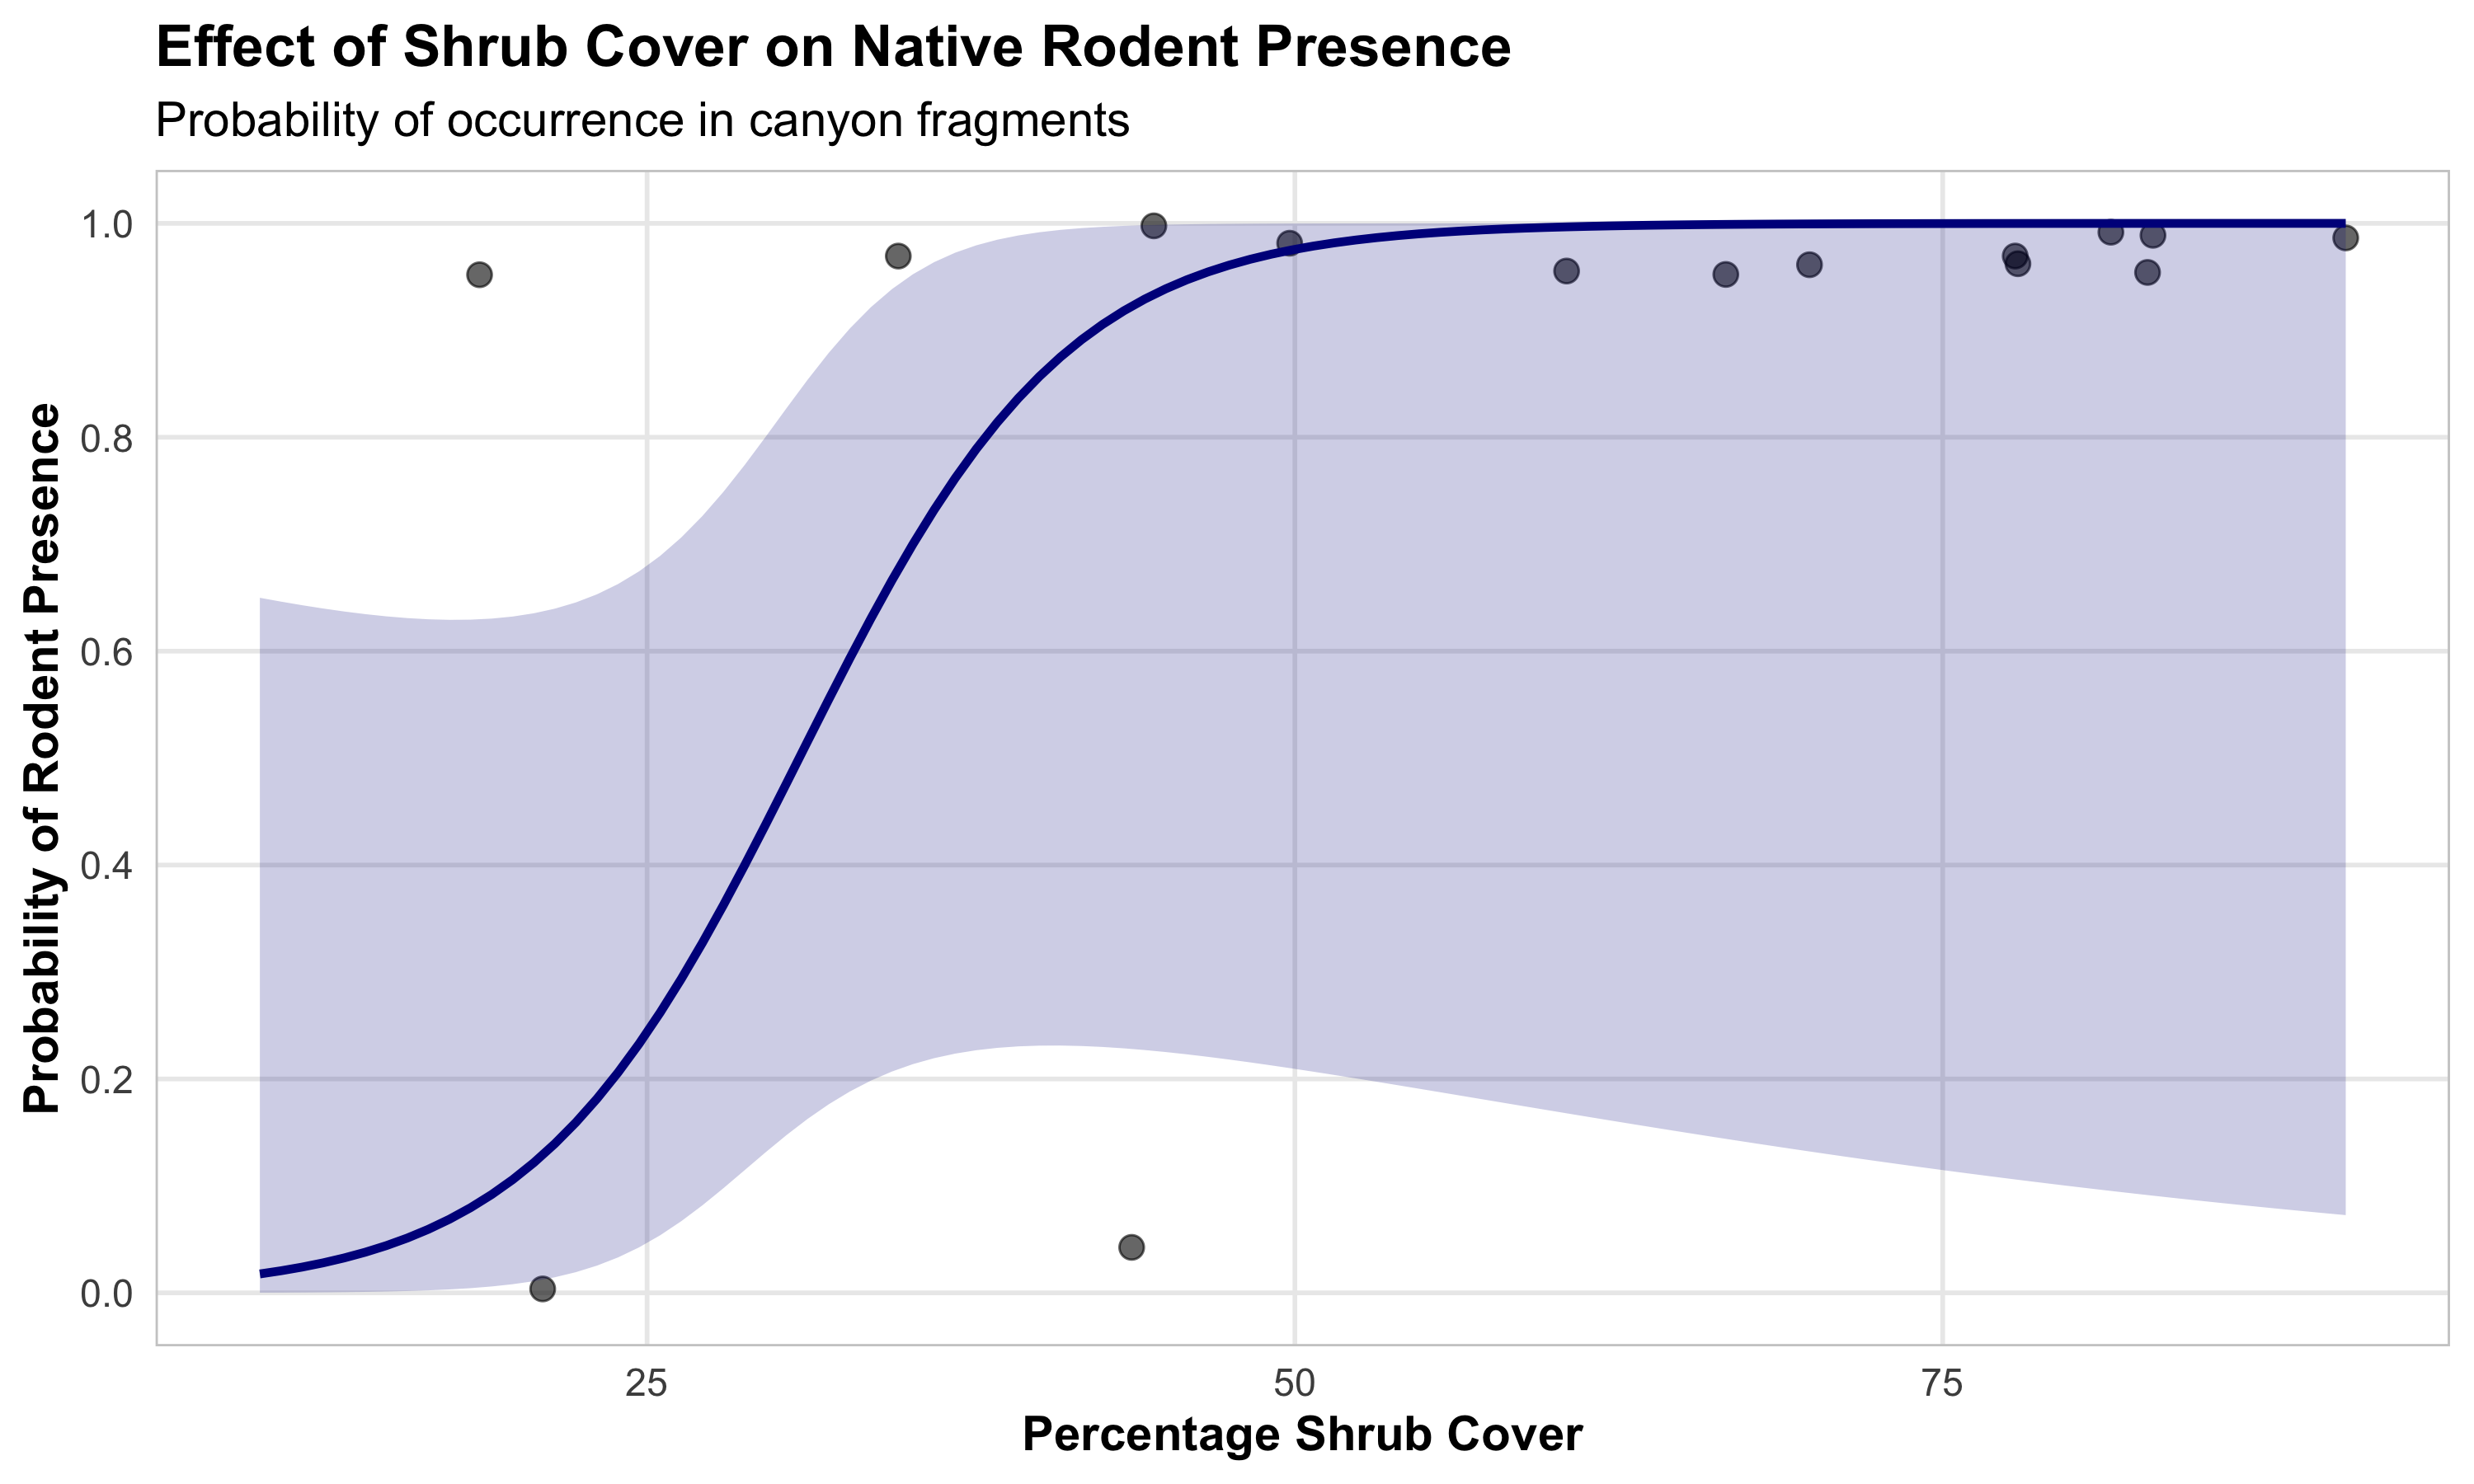 Effect of Shrub Cover on Native Rodent Presence
Probability of occurrence in canyon fragments
Probability of Rodent Presence
1.0
0.8
0.6
0.4
0.2
0.0
25
50
75
Percentage Shrub Cover